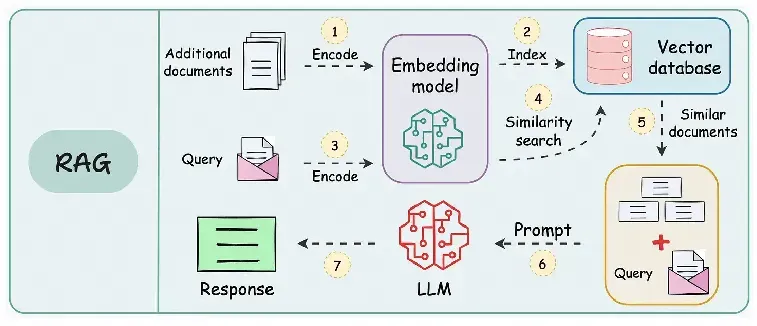 RAG
Additional
documents
1
Encode
Embedding
model
2
Index
Vector
database
Query
3
Encode
4
Similarity
search
5
Similar
documents
Query
Prompt
6
LLM
7
Response